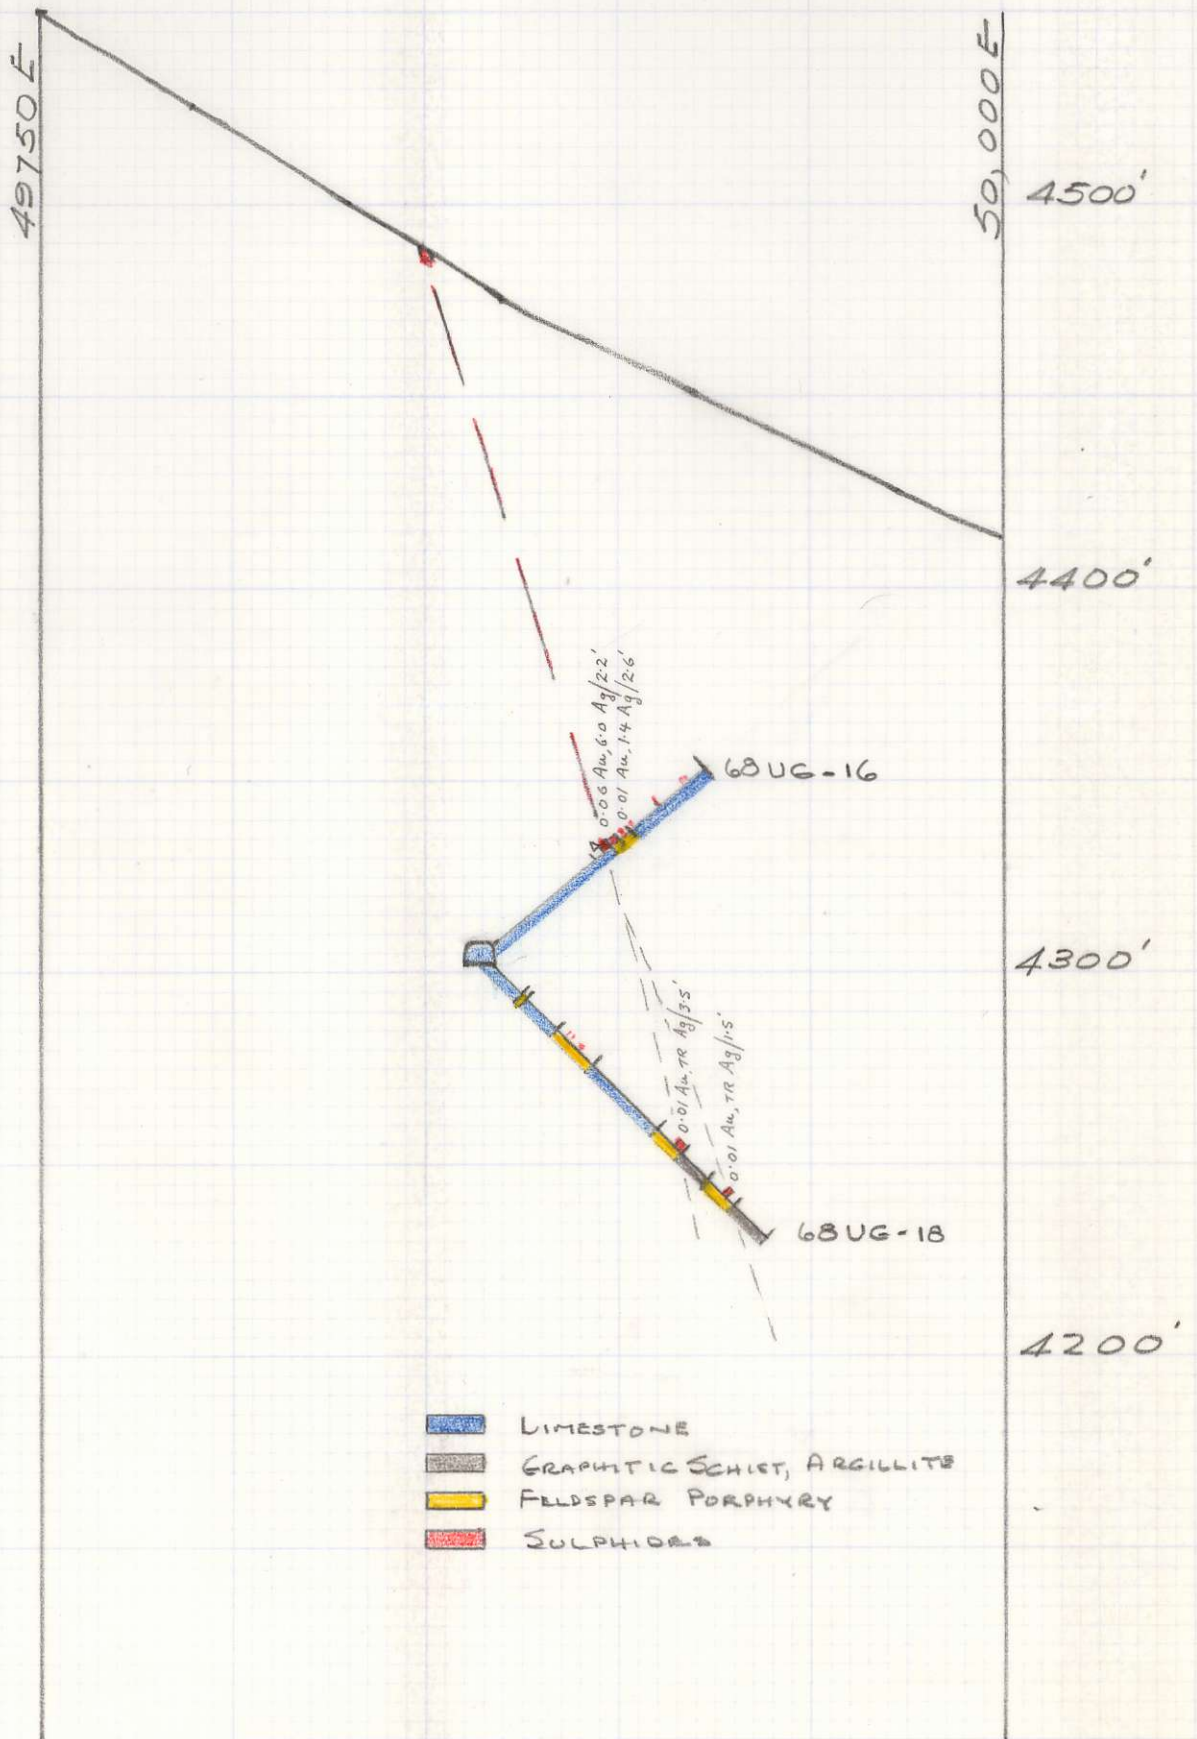 49750 E
50,000 E
4500'
4400'
0.06 Au, 6.0 Ag/2.2'
0.01 Au, 1.4 Ag/2.6'
68UG-16
4300'
0.01 Au, TR Ag/3.5'
0.01 Au, TR Ag/1.5'
68UG-18
4200'
LIMESTONE
GRAPHITIC SCHIST, ARGILLITE
FELDSPAR PORPHYRY
SULPHIDES